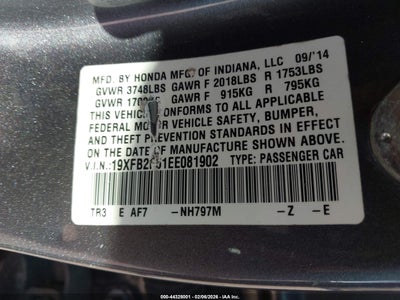 MFD. BY HONDA MFG. OF INDIANA, LLC 09/'14
GVWR 3748LBS GAWR F 2018LBS R 1753LBS
GVWR GAWR F 915KG R 795KG
THIS VEHICLE CONFORMS TO ALL APPLICABLE
FEDERAL MOTOR VEHICLE SAFETY, BUMPER,
AND THEFT PREVENTION STANDARDS IN EFFECT
ON THE DATE OF MANUFACTURE SHOWN ABOVE.
V.I.N.: TYPE: PASSENGER CAR
TR3 E AF7 -NH797M -Z -E
000-44328001 - 02/06/2026 - IAA Inc.